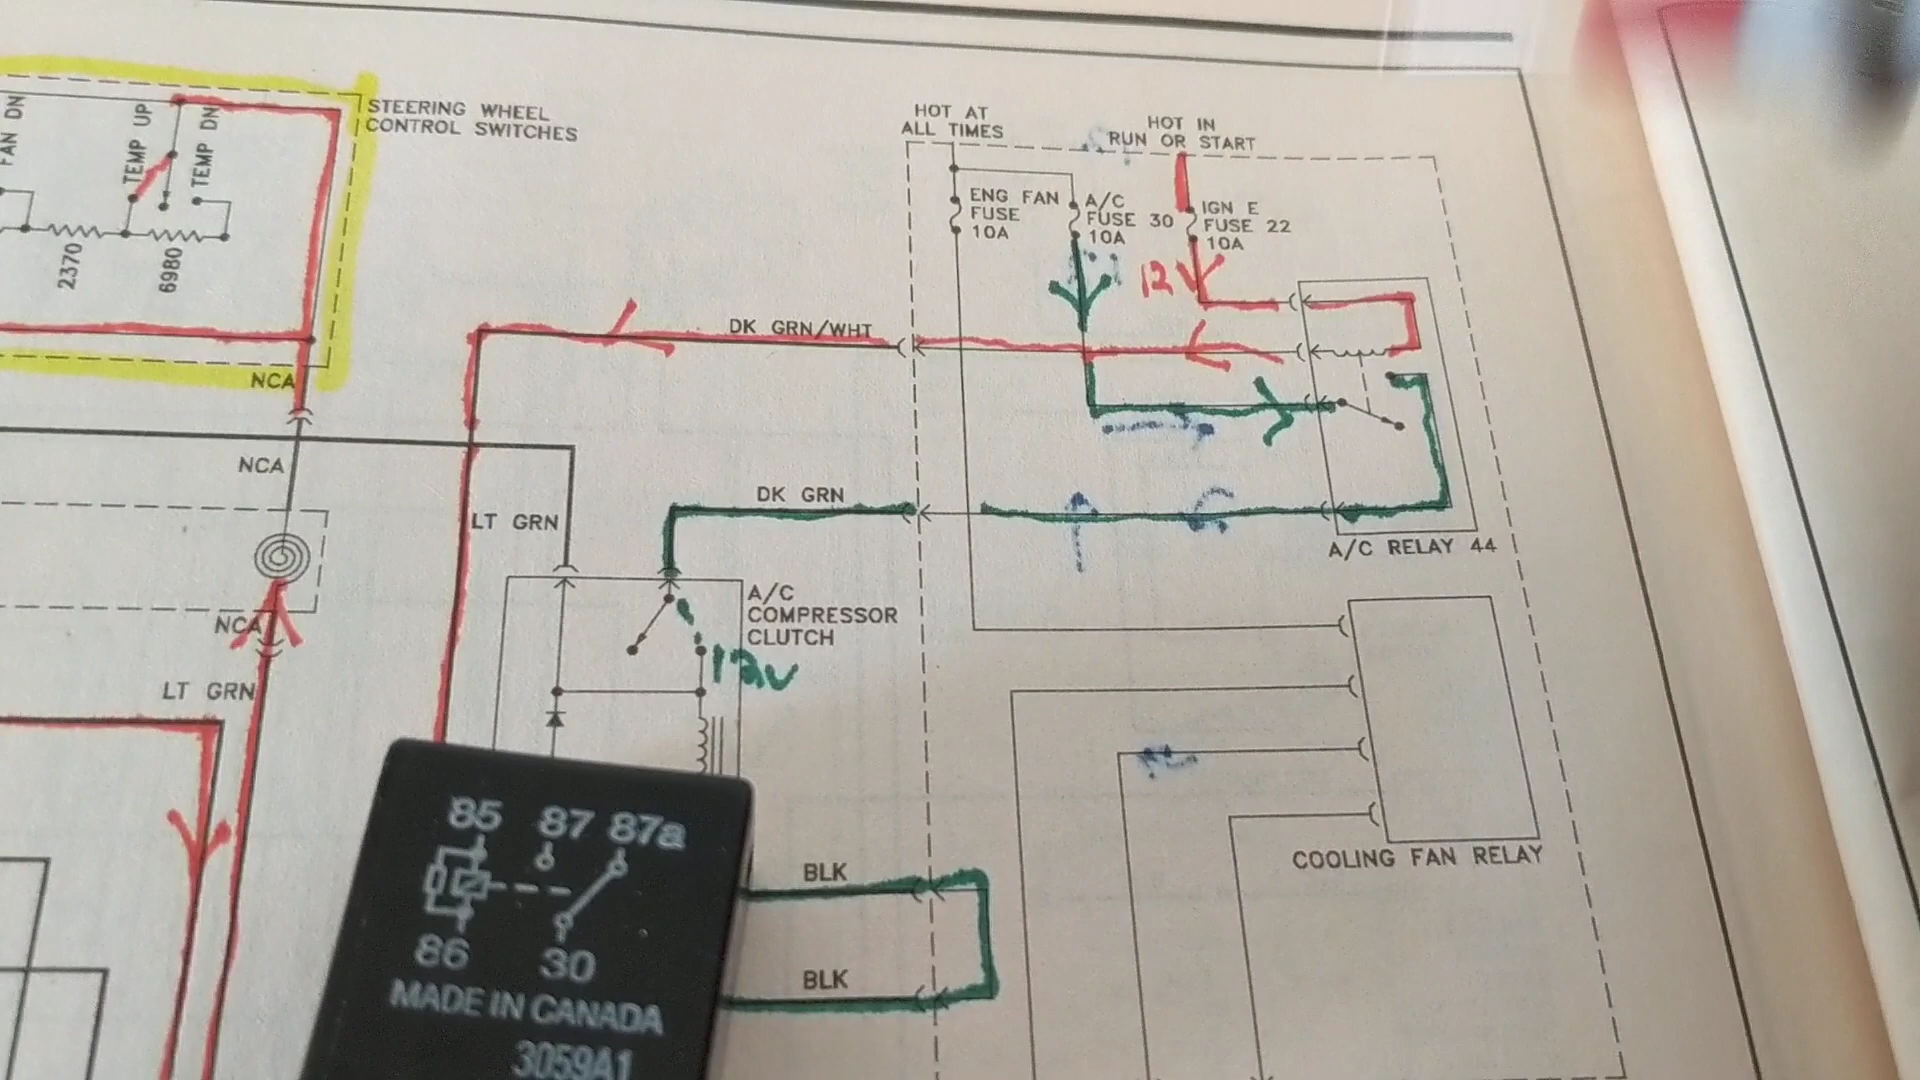 FAN DN
TEMP UP
TEMP DN
2370
6980
STEERING WHEEL
CONTROL SWITCHES
NCA
NCA
NCA
LT GRN
LT GRN
HOT AT
ALL TIMES
HOT IN
RUN OR START
ENG FAN
FUSE
10A
A/C
FUSE 30
10A
IGN E
FUSE 22
10A
12V
DK GRN/WHT
DK GRN
A/C RELAY 44
A/C
COMPRESSOR
CLUTCH
12v
COOLING FAN RELAY
BLK
BLK
85 87 87a
86 30
MADE IN CANADA
3059A1